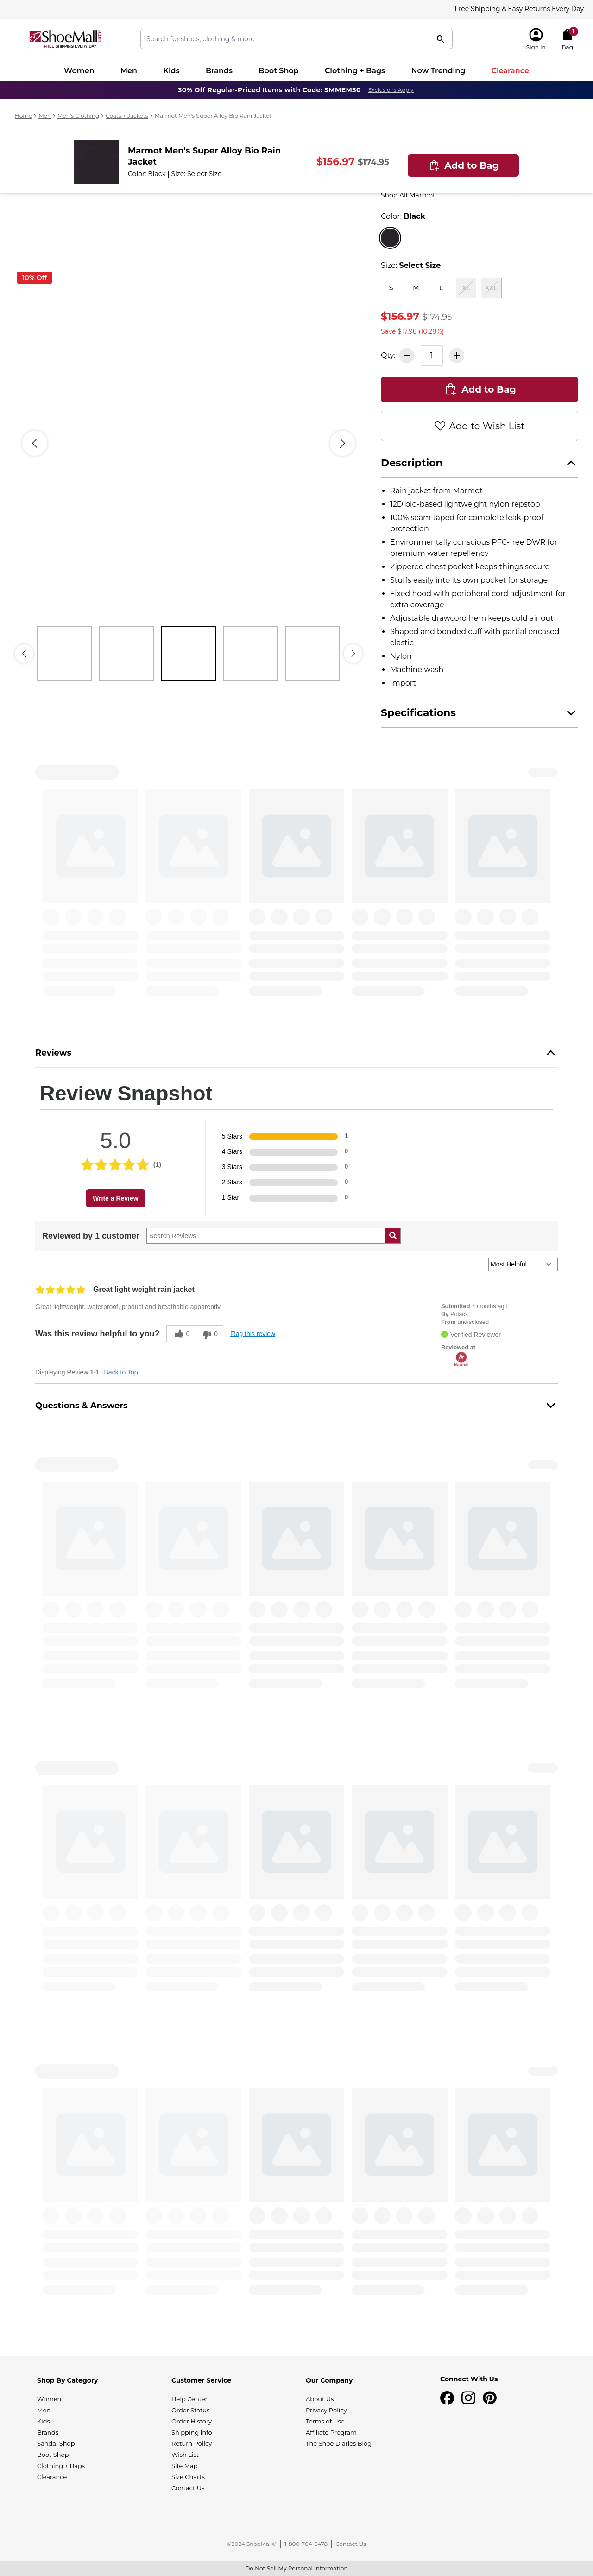 Free Shipping & Easy Returns Every Day
ShoeMall
FREE SHIPPING EVERY DAY
Search for shoes, clothing & more
Sign In
1
Bag
Women
Men
Kids
Brands
Boot Shop
Clothing + Bags
Now Trending
Clearance
30% Off Regular-Priced Items with Code: SMMEM30
Exclusions Apply
Home > Men > Men's Clothing > Coats + Jackets > Marmot Men's Super Alloy Bio Rain Jacket
Marmot Men's Super Alloy Bio Rain
Jacket
Color: Black | Size: Select Size
$156.97 $174.95
Add to Bag
Shop All Marmot
Color: Black
10% Off
Size: Select Size
S
M
L
XL
XXL
$156.97 $174.95
Save $17.98 (10.28%)
Qty:
1
Add to Bag
Add to Wish List
Description
Rain jacket from Marmot
12D bio-based lightweight nylon repstop
100% seam taped for complete leak-proof
protection
Environmentally conscious PFC-free DWR for
premium water repellency
Zippered chest pocket keeps things secure
Stuffs easily into its own pocket for storage
Fixed hood with peripheral cord adjustment for
extra coverage
Adjustable drawcord hem keeps cold air out
Shaped and bonded cuff with partial encased
elastic
Nylon
Machine wash
Import
Specifications
Reviews
Review Snapshot
5.0
(1)
Write a Review
5 Stars 1
4 Stars 0
3 Stars 0
2 Stars 0
1 Star 0
Reviewed by 1 customer
Search Reviews
Most Helpful
Great light weight rain jacket
Great lightweight, waterproof, product and breathable apparently
Submitted 7 months ago
By Polack
From undisclosed
Verified Reviewer
Reviewed at
Marmot
Was this review helpful to you?
0
0
Flag this review
Displaying Review 1-1
Back to Top
Questions & Answers
Shop By Category
Women
Men
Kids
Brands
Sandal Shop
Boot Shop
Clothing + Bags
Clearance
Customer Service
Help Center
Order Status
Order History
Shipping Info
Return Policy
Wish List
Site Map
Size Charts
Contact Us
Our Company
About Us
Privacy Policy
Terms of Use
Affiliate Program
The Shoe Diaries Blog
Connect With Us
©2024 ShoeMall® | 1-800-704-5478 | Contact Us
Do Not Sell My Personal Information